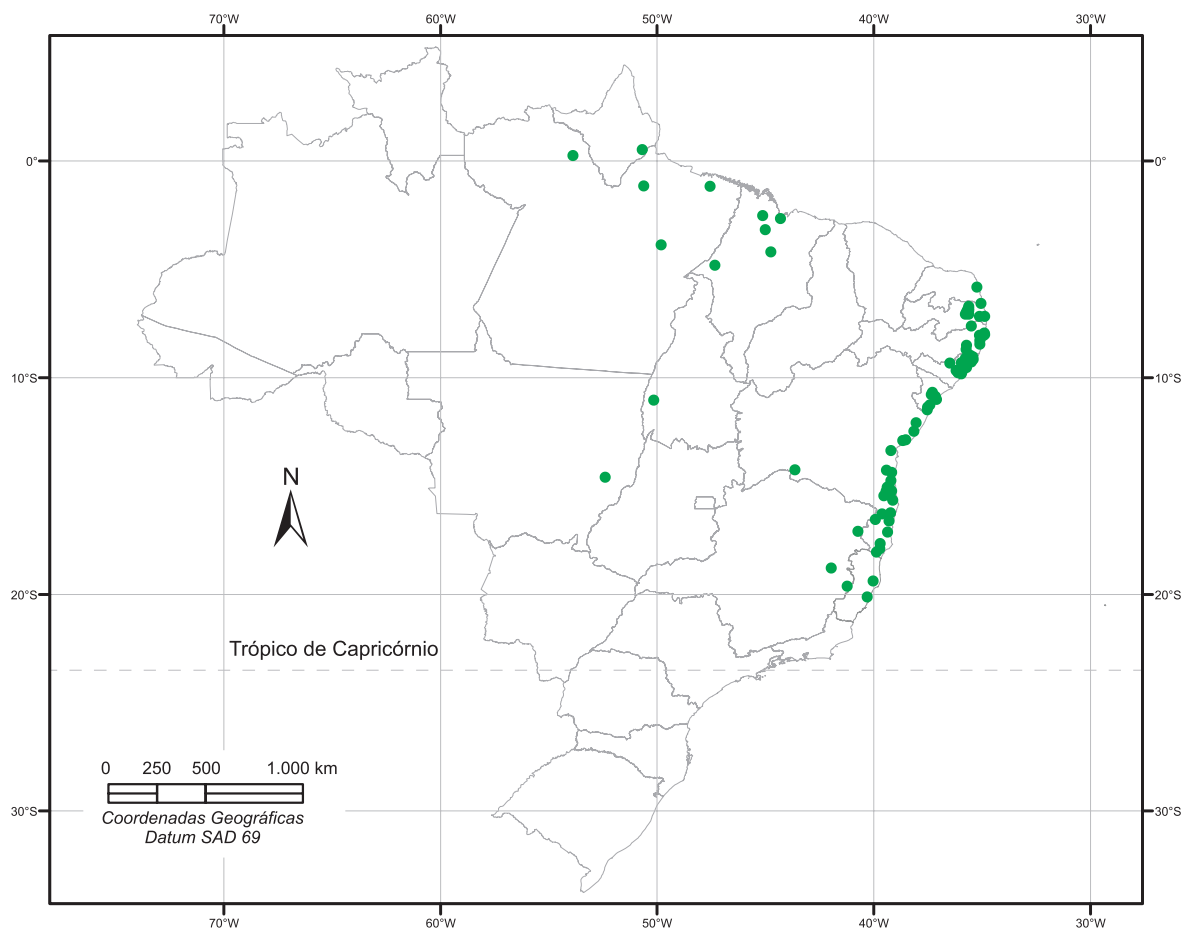 70°W 60°W 50°W 40°W 30°W
0° 0°
10°S 10°S
N
20°S 20°S
Trópico de Capricórnio
0 250 500 1.000 km
30°S 30°S
Coordenadas Geográficas
Datum SAD 69
70°W 60°W 50°W 40°W 30°W